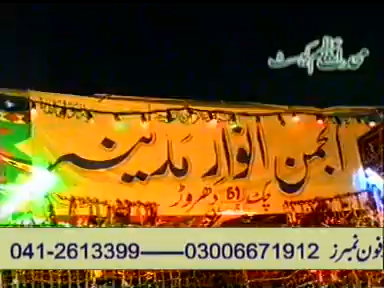 انجمن انوار مدینہ
چک 61 دھروڑ
فون نمبرز 03006671912——041-2613399